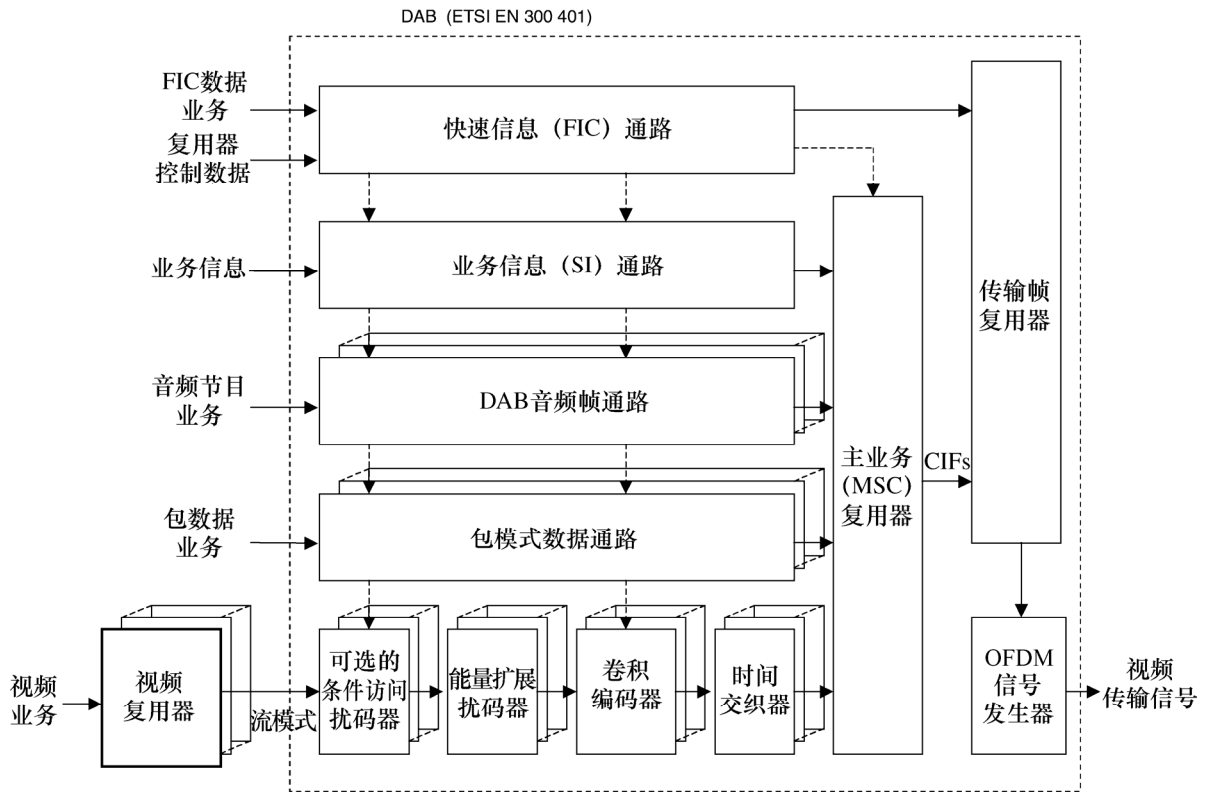 DAB (ETSI EN 300 401)
FIC数据
业务
复用器
控制数据
快速信息（FIC）通路
业务信息
业务信息（SI）通路
传输帧
复用器
音频节目
业务
DAB音频帧通路
主业务
（MSC）
复用器
CIFs
包数据
业务
包模式数据通路
视频
业务
视频
复用器
流模式
可选的
条件访问
扰码器
能量扩展
扰码器
卷积
编码器
时间
交织器
OFDM
信号
发生器
视频
传输信号